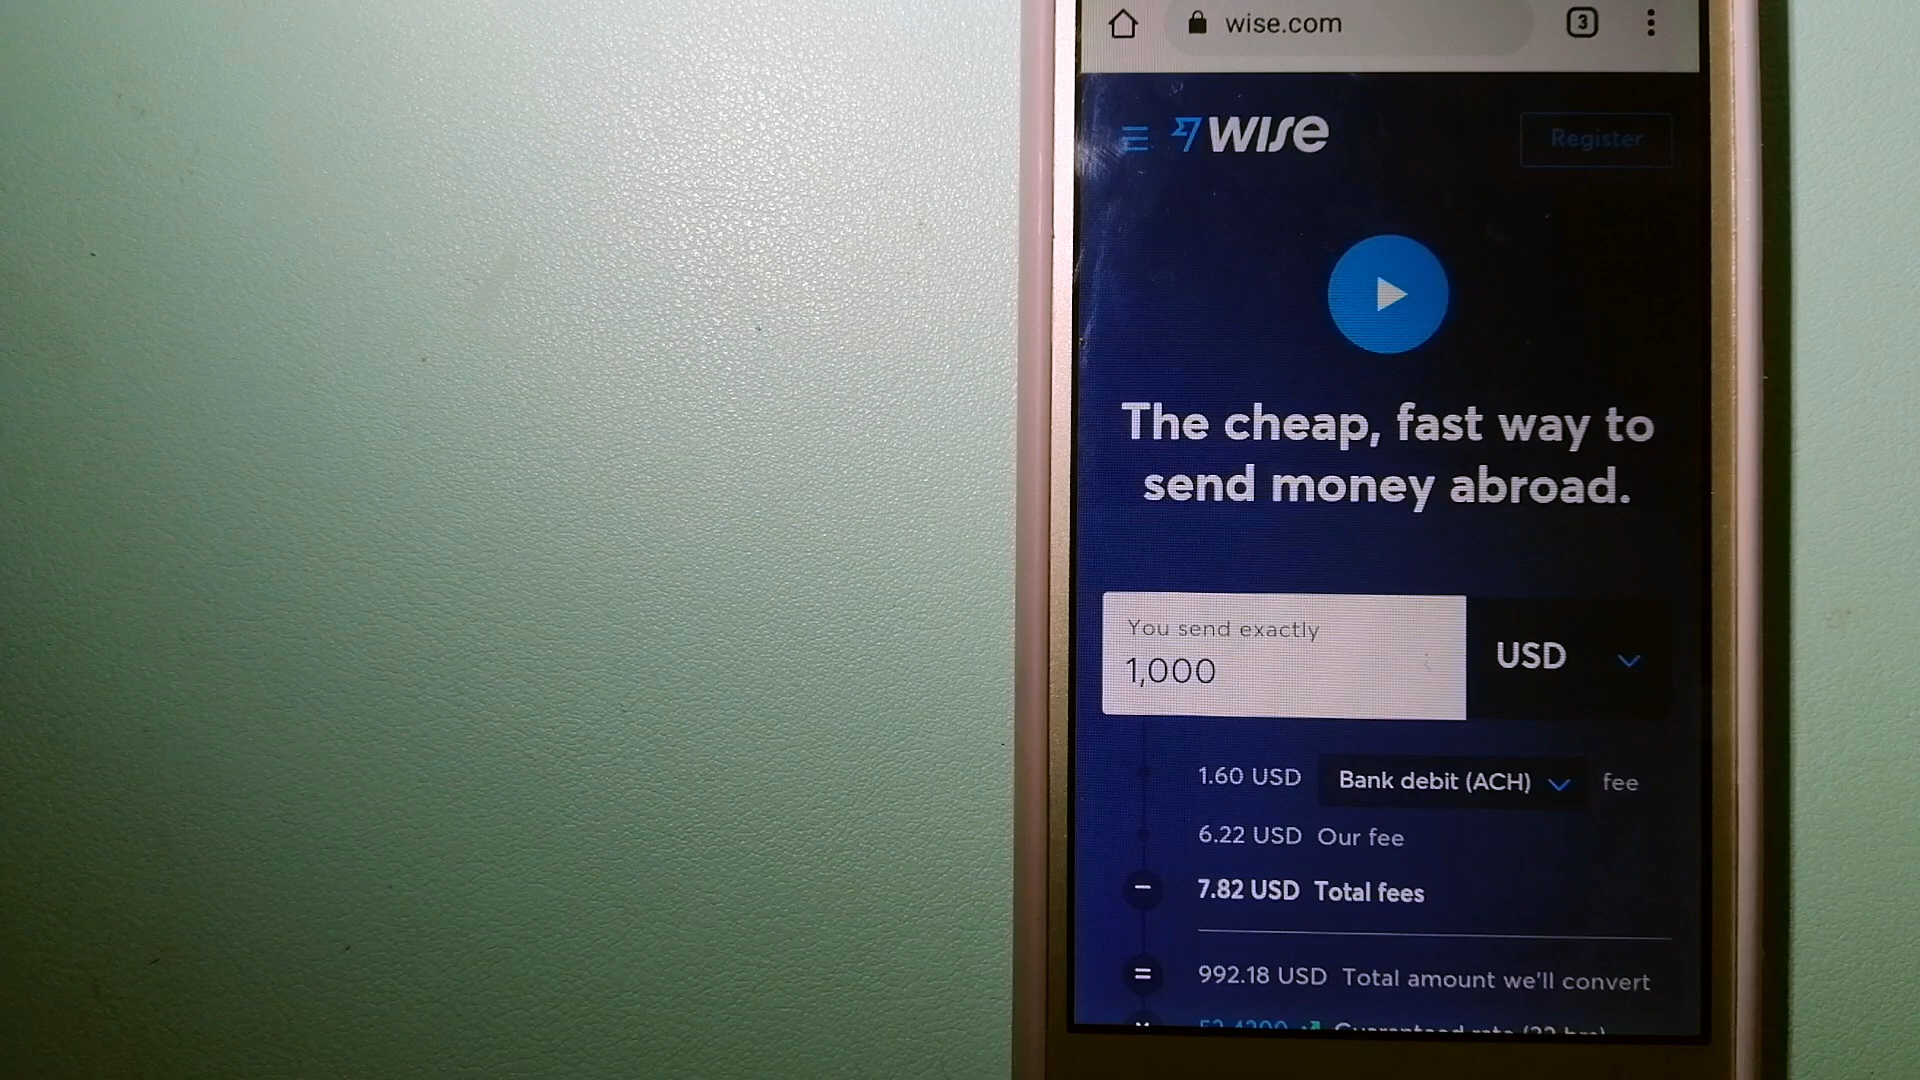 wise.com
3
WISE
Register
The cheap, fast way to
send money abroad.
You send exactly
1,000
USD
1.60 USD Bank debit (ACH) fee
6.22 USD Our fee
7.82 USD Total fees
992.18 USD Total amount we'll convert
Guaranteed rate